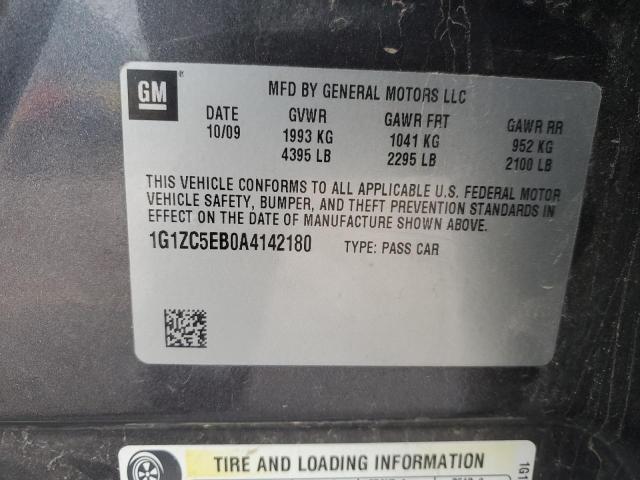 GM
MFD BY GENERAL MOTORS LLC
DATE GVWR GAWR FRT GAWR RR
10/09 1993 KG 1041 KG 952 KG
4395 LB 2295 LB 2100 LB
THIS VEHICLE CONFORMS TO ALL APPLICABLE U.S. FEDERAL MOTOR
VEHICLE SAFETY, BUMPER, AND THEFT PREVENTION STANDARDS IN
EFFECT ON THE DATE OF MANUFACTURE SHOWN ABOVE.
1G1ZC5EB0A4142180 TYPE: PASS CAR
TIRE AND LOADING INFORMATION
1G1